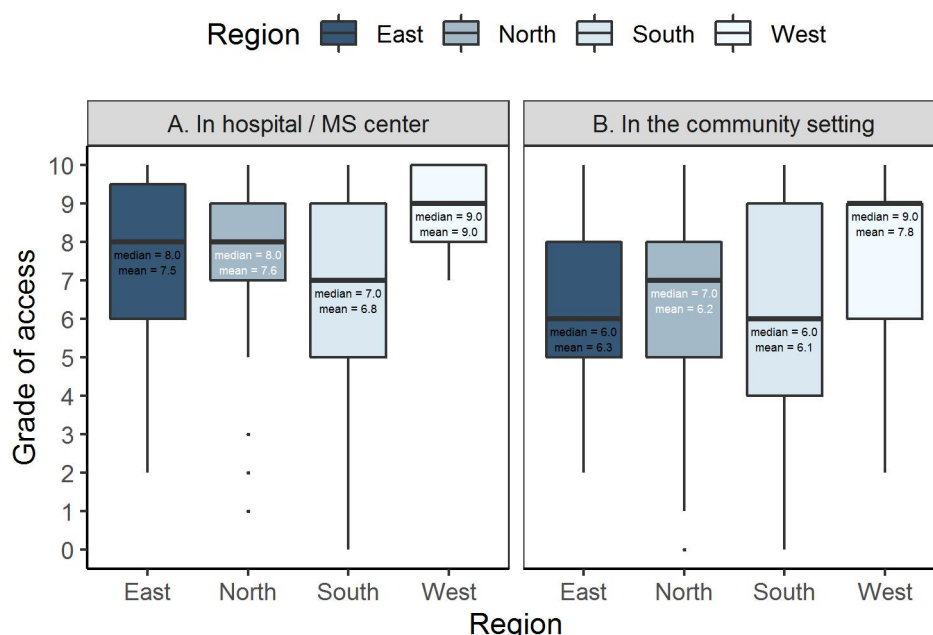 Region East North South West
A. In hospital / MS center
B. In the community setting
Grade of access
10
9
8
7
6
5
4
3
2
1
0
median = 8.0
mean = 7.5
median = 8.0
mean = 7.6
median = 7.0
mean = 6.8
median = 9.0
mean = 9.0
median = 6.0
mean = 6.3
median = 7.0
mean = 6.2
median = 6.0
mean = 6.1
median = 9.0
mean = 7.8
East North South West
East North South West
Region